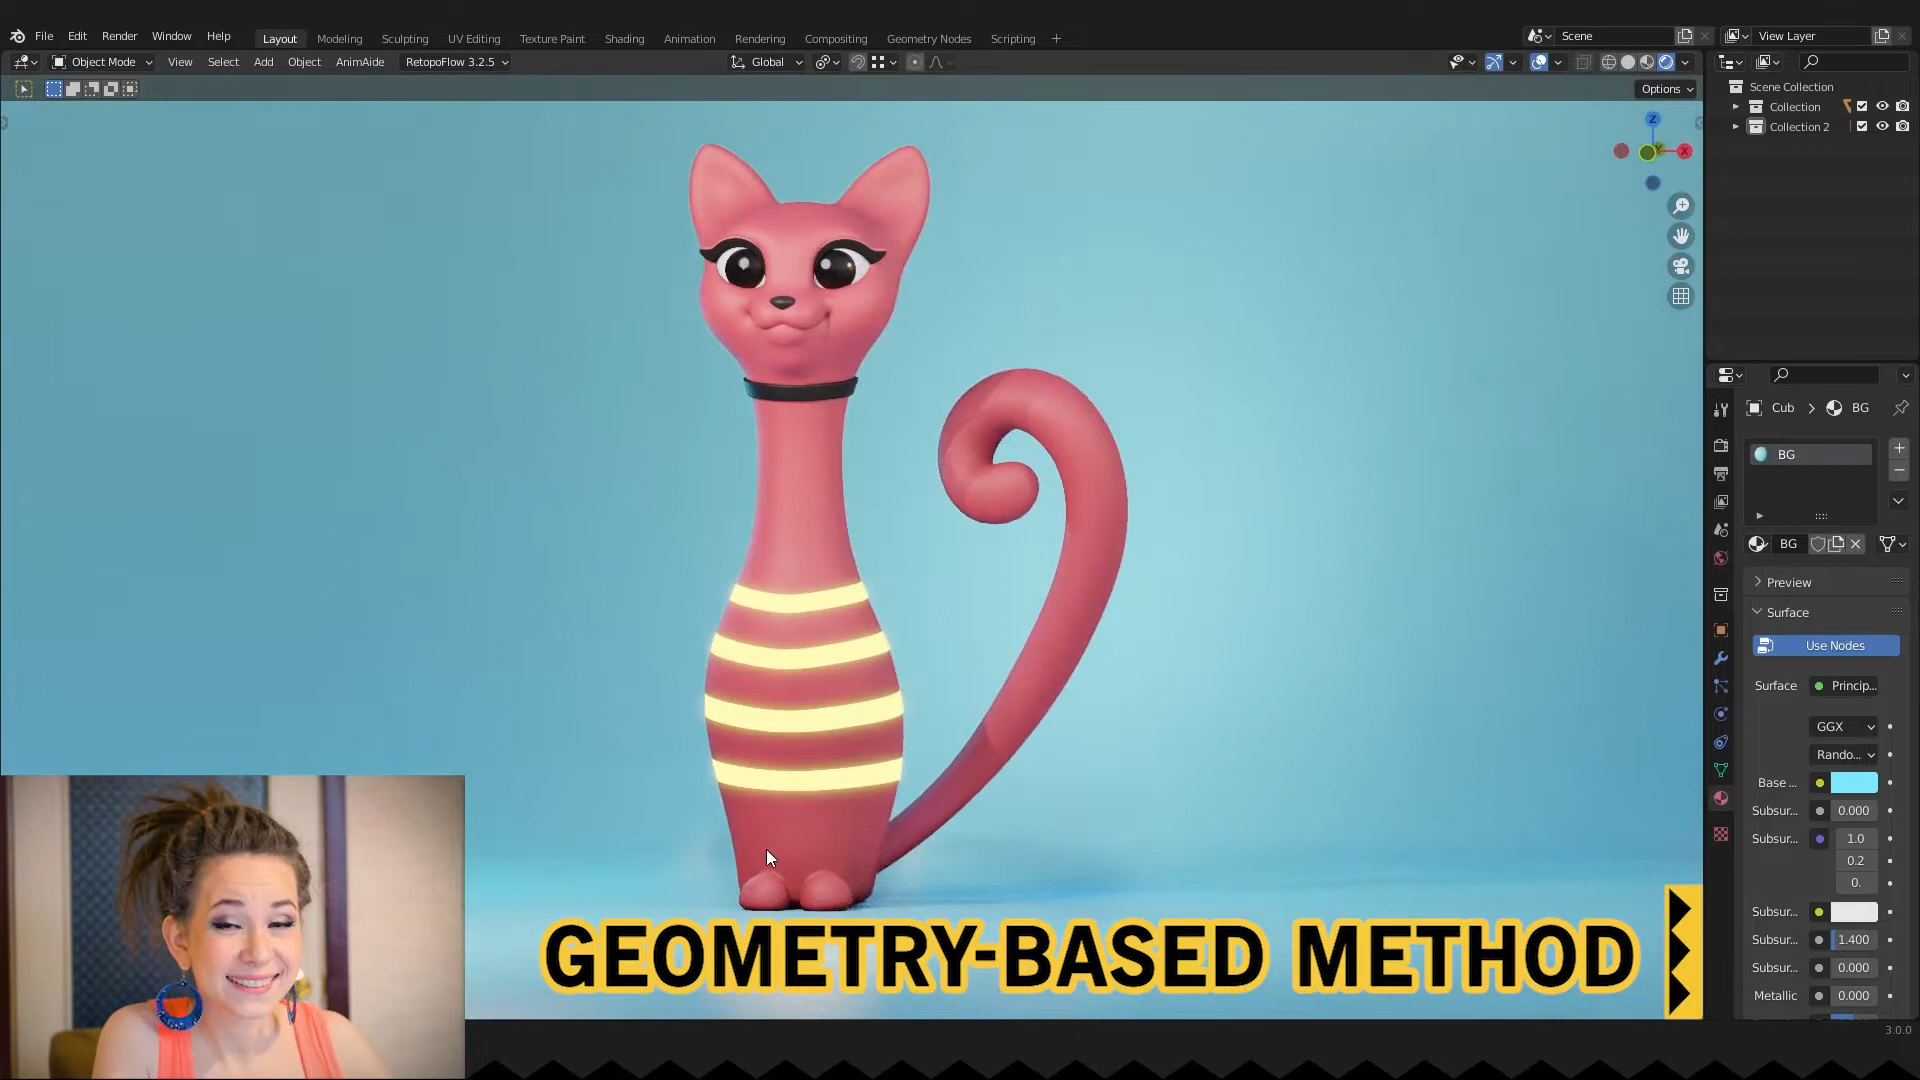 File Edit Render Window Help Layout Modeling Sculpting UV Editing Texture Paint Shading Animation Rendering Compositing Geometry Nodes Scripting + Scene View Layer
Object Mode View Select Add Object AnimAide RetopoFlow 3.2.5 Global
Options
Scene Collection
Collection
Collection 2
Z
X
Cub > BG
BG
BG
Preview
Surface
Use Nodes
Surface Princip...
GGX
Rando...
Base ...
Subsur... 0.000
Subsur... 1.0
0.2
0.
Subsur...
Subsur... 1.400
Subsur... 0.000
Metallic 0.000
GEOMETRY-BASED METHOD
3.0.0